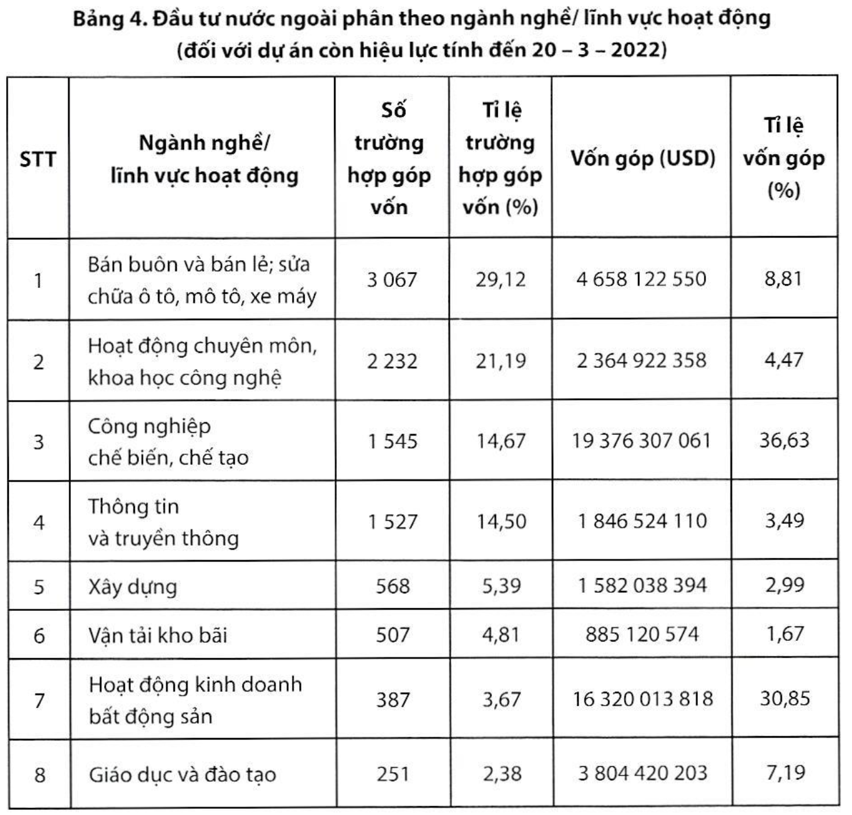 Bảng 4. Đầu tư nước ngoài phân theo ngành nghề/ lĩnh vực hoạt động
(đối với dự án còn hiệu lực tính đến 20 – 3 – 2022)
STT
Ngành nghề/
lĩnh vực hoạt động
Số
trường
hợp góp
vốn
Tỉ lệ
trường
hợp góp
vốn (%)
Vốn góp (USD)
Tỉ lệ
vốn góp
(%)
1
Bán buôn và bán lẻ; sửa
chữa ô tô, mô tô, xe máy
3 067
29,12
4 658 122 550
8,81
2
Hoạt động chuyên môn,
khoa học công nghệ
2 232
21,19
2 364 922 358
4,47
3
Công nghiệp
chế biến, chế tạo
1 545
14,67
19 376 307 061
36,63
4
Thông tin
và truyền thông
1 527
14,50
1 846 524 110
3,49
5
Xây dựng
568
5,39
1 582 038 394
2,99
6
Vận tải kho bãi
507
4,81
885 120 574
1,67
7
Hoạt động kinh doanh
bất động sản
387
3,67
16 320 013 818
30,85
8
Giáo dục và đào tạo
251
2,38
3 804 420 203
7,19